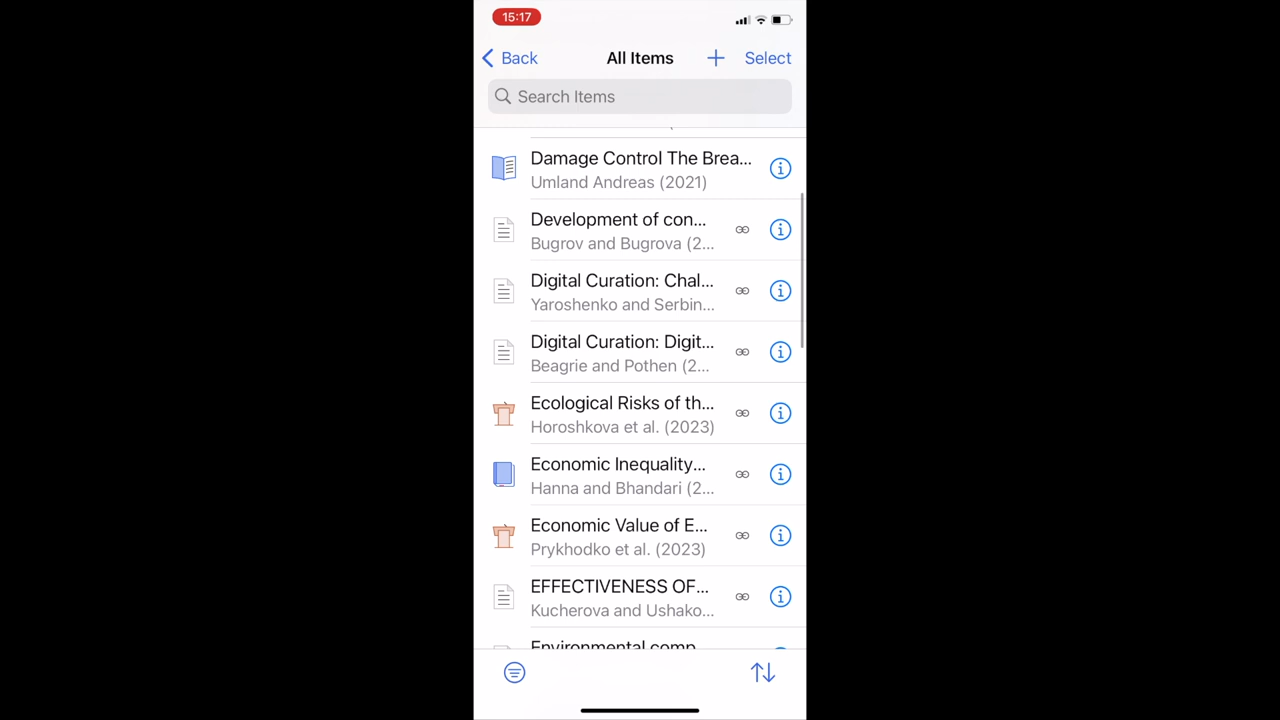 15:17
Back
All Items
Select
Search Items
Damage Control The Brea...
Umland Andreas (2021)
Development of con...
Bugrov and Bugrova (2...
Digital Curation: Chal...
Yaroshenko and Serbin...
Digital Curation: Digit...
Beagrie and Pothen (2...
Ecological Risks of th...
Horoshkova et al. (2023)
Economic Inequality...
Hanna and Bhandari (2...
Economic Value of E...
Prykhodko et al. (2023)
EFFECTIVENESS OF...
Kucherova and Ushako...
Environmental comp